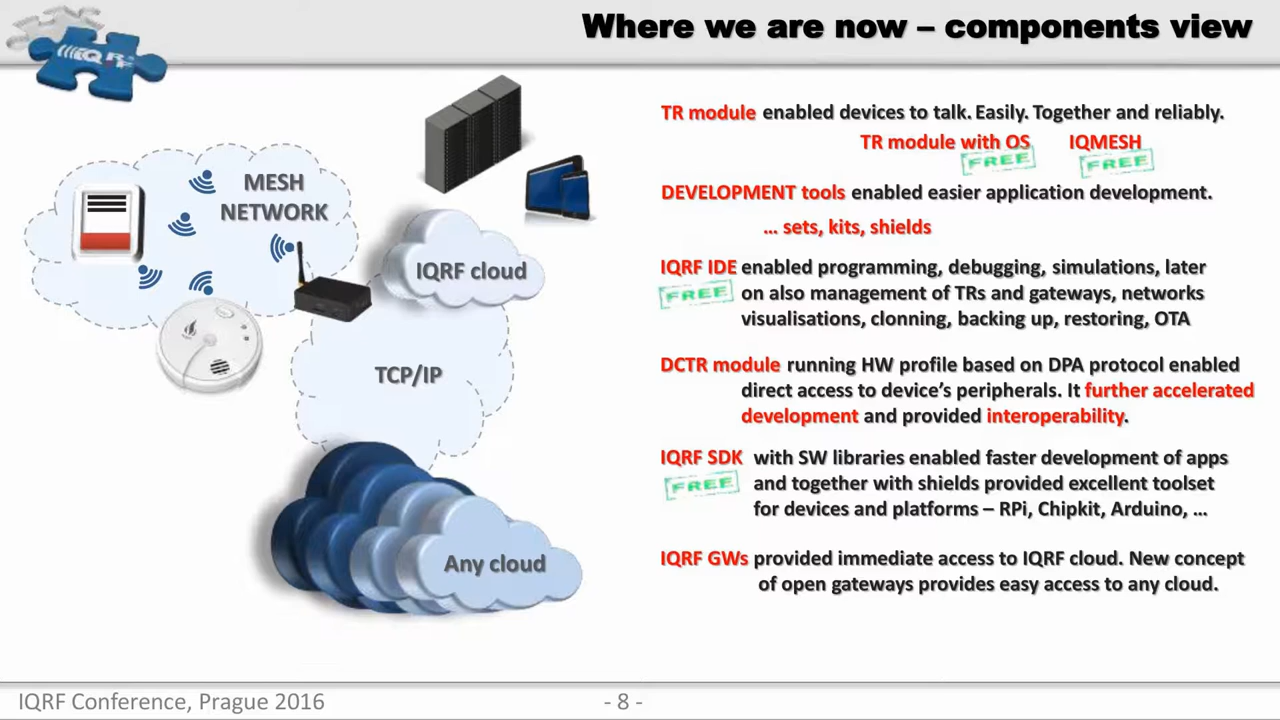 Where we are now – components view
IQRF
MESH
NETWORK
IQRF cloud
TCP/IP
Any cloud
TR module enabled devices to talk. Easily. Together and reliably.
TR module with OS IQMESH
FREE FREE
DEVELOPMENT tools enabled easier application development.
... sets, kits, shields
IQRF IDE enabled programming, debugging, simulations, later
FREE on also management of TRs and gateways, networks
visualisations, clonning, backing up, restoring, OTA
DCTR module running HW profile based on DPA protocol enabled
direct access to device's peripherals. It further accelerated
development and provided interoperability.
IQRF SDK with SW libraries enabled faster development of apps
FREE and together with shields provided excellent toolset
for devices and platforms – RPi, Chipkit, Arduino, ...
IQRF GWs provided immediate access to IQRF cloud. New concept
of open gateways provides easy access to any cloud.
IQRF Conference, Prague 2016
- 8 -